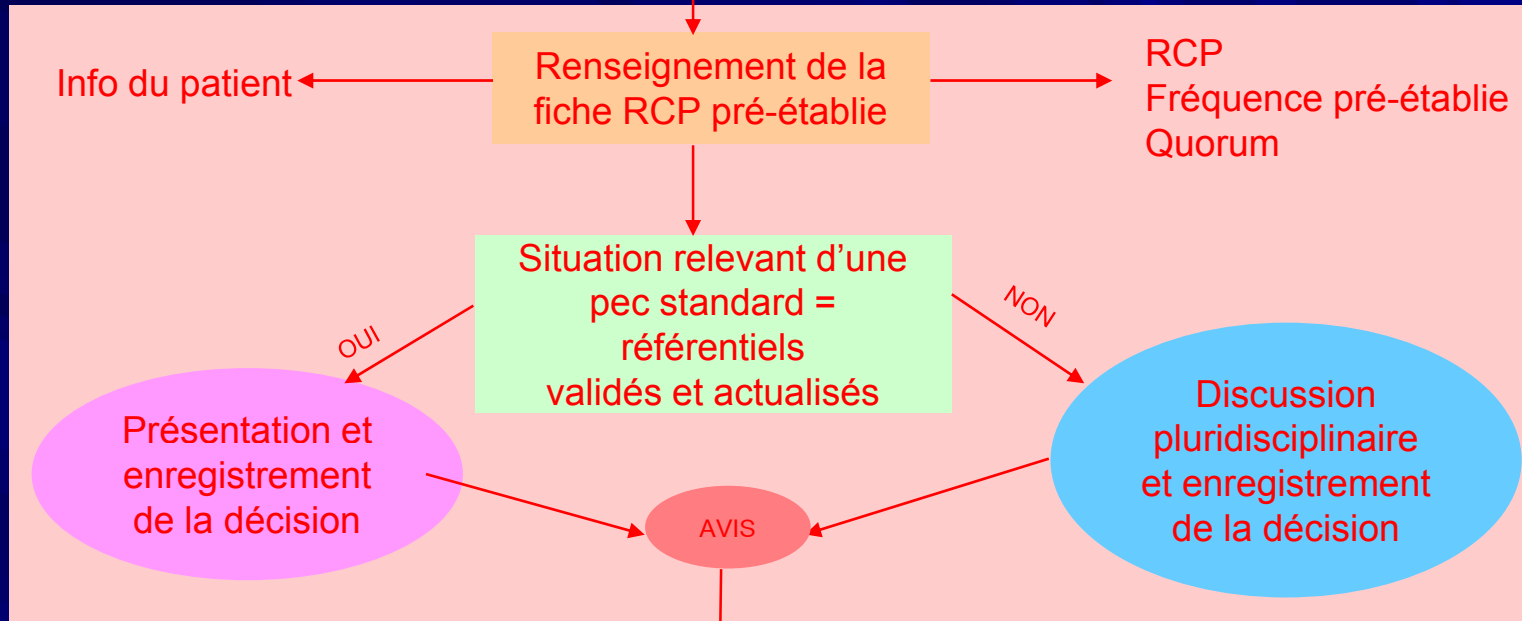 Info du patient
Renseignement de la
fiche RCP pré-établie
RCP
Fréquence pré-établie
Quorum
Situation relevant d’une
pec standard =
référentiels
validés et actualisés
OUI
NON
Présentation et
enregistrement
de la décision
Discussion
pluridisciplinaire
et enregistrement
de la décision
AVIS